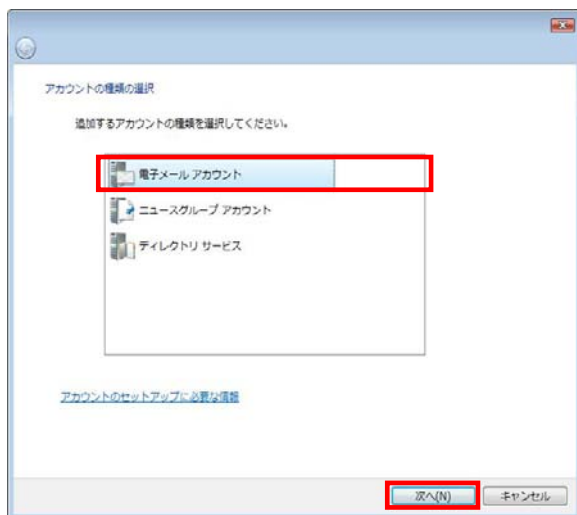 アカウントの種類の選択
追加するアカウントの種類を選択してください。
電子メール アカウント
ニュースグループ アカウント
ディレクトリ サービス
アカウントのセットアップに必要な情報
次へ(N)
キャンセル